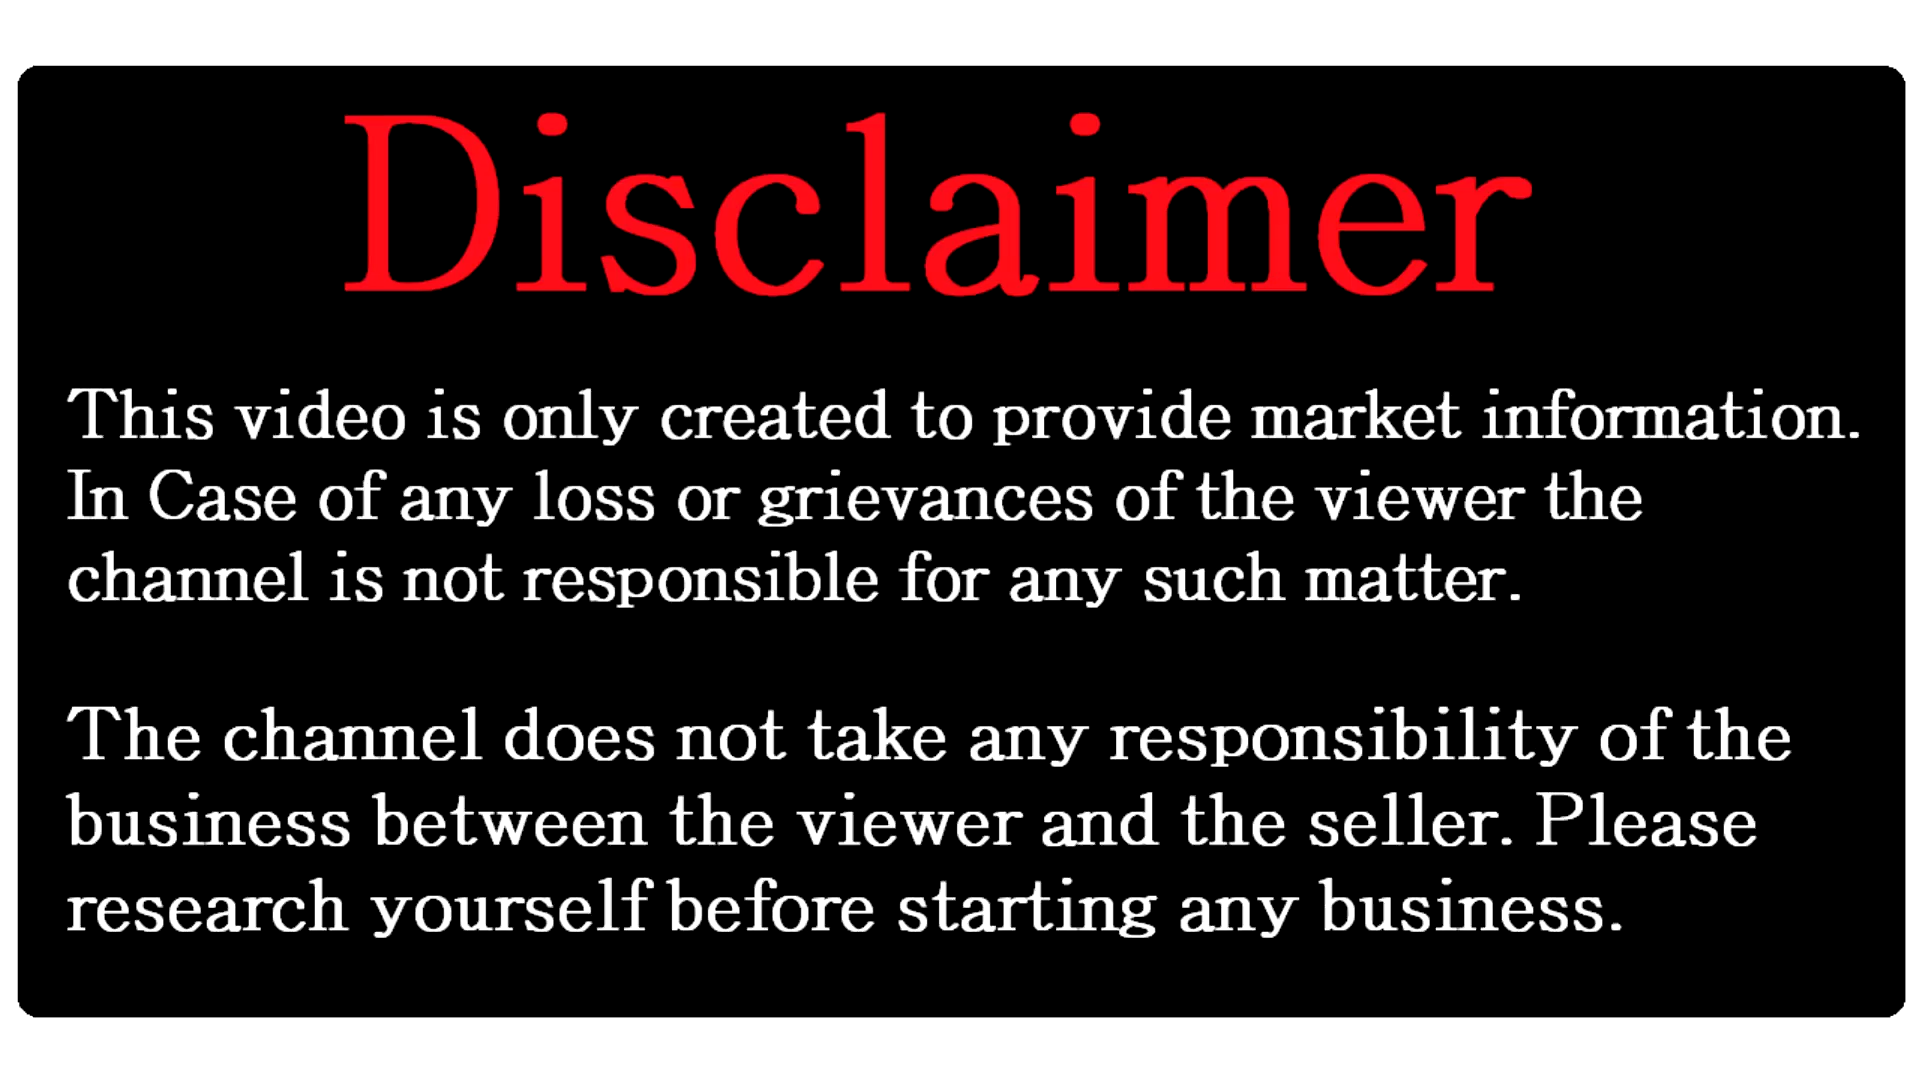 Disclaimer
This video is only created to provide market information.
In Case of any loss or grievances of the viewer the
channel is not responsible for any such matter.
The channel does not take any responsibility of the
business between the viewer and the seller. Please
research yourself before starting any business.